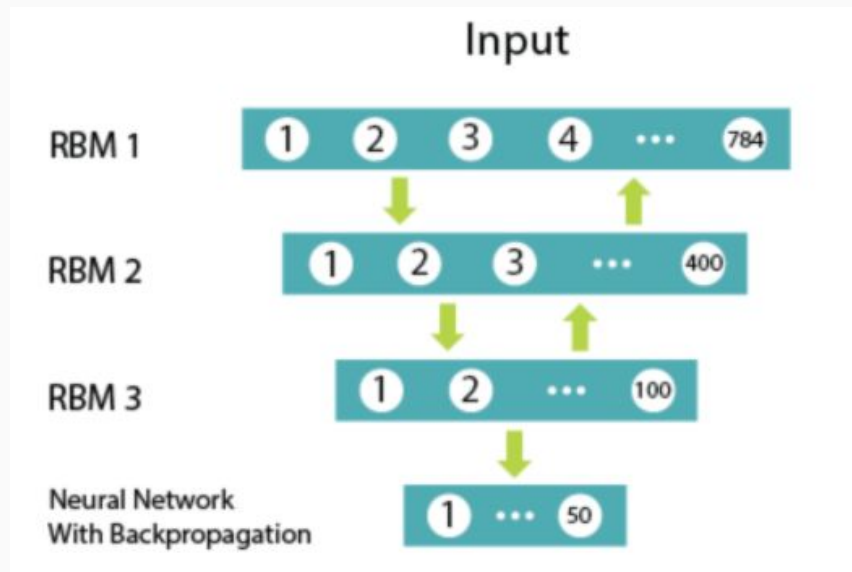 Input
RBM 1
1 2 3 4 ... 784
RBM 2
1 2 3 ... 400
RBM 3
1 2 ... 100
Neural Network
With Backpropagation
1 ... 50